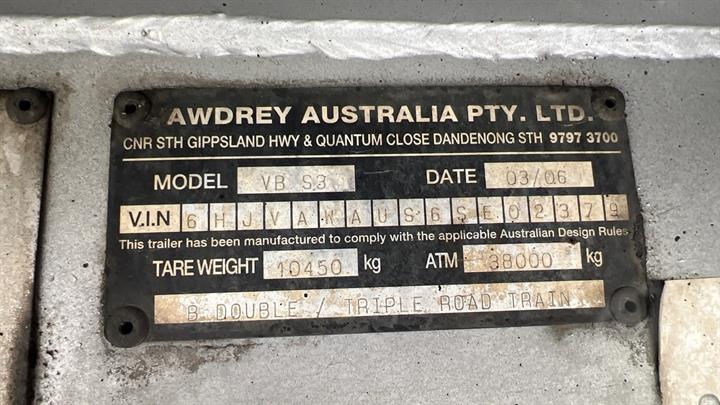 VAWDREY AUSTRALIA PTY. LTD.
CNR STH GIPPSLAND HWY & QUANTUM CLOSE DANDENONG STH 9797 3700
MODEL VB S3 DATE 03/06
V.I.N 6HJVANAUS6SE02379
This trailer has been manufactured to comply with the applicable Australian Design Rules
TARE WEIGHT 10450 kg ATM 38000 kg
B DOUBLE / TRIPLE ROAD TRAIN